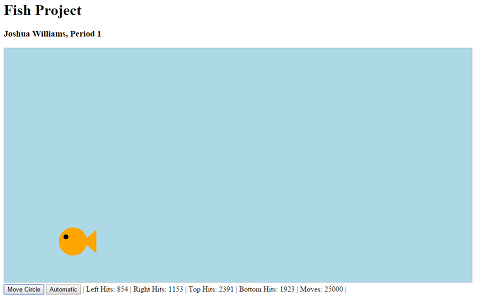 Fish Project
Joshua Williams, Period 1
Move Circle Automatic | Left Hits: 854 | Right Hits: 1153 | Top Hits: 2391 | Bottom Hits: 1923 | Moves: 25000 |